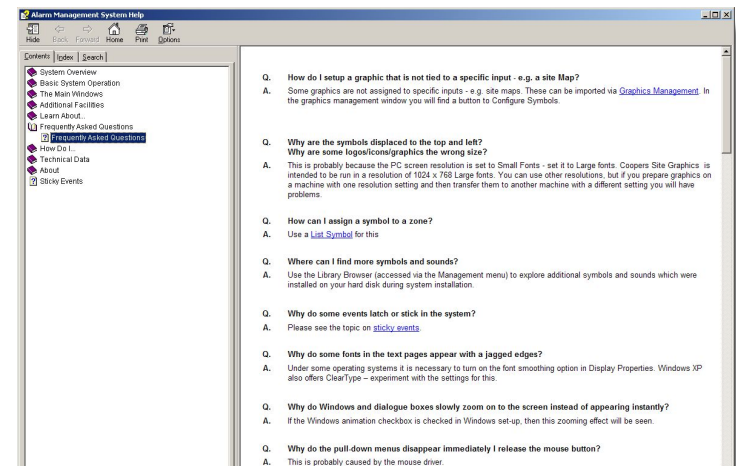 Alarm Management System Help
Hide Back Forward Home Print Options
Contents Index Search
System Overview
Basic System Operation
The Main Windows
Additional Facilities
Learn About...
Frequently Asked Questions
Frequently Asked Questions
How Do I...
Technical Data
About
Sticky Events
Q. How do I setup a graphic that is not tied to a specific input - e.g. a site Map?
A. Some graphics are not assigned to specific inputs - e.g. site maps. These can be imported via Graphics Management. In
the graphics management window you will find a button to Configure Symbols.
Q. Why are the symbols displaced to the top and left?
Why are some logos/icons/graphics the wrong size?
A. This is probably because the PC screen resolution is set to Small Fonts - set it to Large fonts. Coopers Site Graphics is
intended to be run in a resolution of 1024 x 768 Large fonts. You can use other resolutions, but if you prepare graphics on
a machine with one resolution setting and then transfer them to another machine with a different setting you will have
problems.
Q. How can I assign a symbol to a zone?
A. Use a List Symbol for this
Q. Where can I find more symbols and sounds?
A. Use the Library Browser (accessed via the Management menu) to explore additional symbols and sounds which were
installed on your hard disk during system installation.
Q. Why do some events latch or stick in the system?
A. Please see the topic on sticky events.
Q. Why do some fonts in the text pages appear with a jagged edges?
A. Under some operating systems it is necessary to turn on the font smoothing option in Display Properties. Windows XP
also offers ClearType – experiment with the settings for this.
Q. Why do Windows and dialogue boxes slowly zoom on to the screen instead of appearing instantly?
A. If the Windows animation checkbox is checked in Windows set-up, then this zooming effect will be seen.
Q. Why do the pull-down menus disappear immediately I release the mouse button?
A. This is probably caused by the mouse driver.